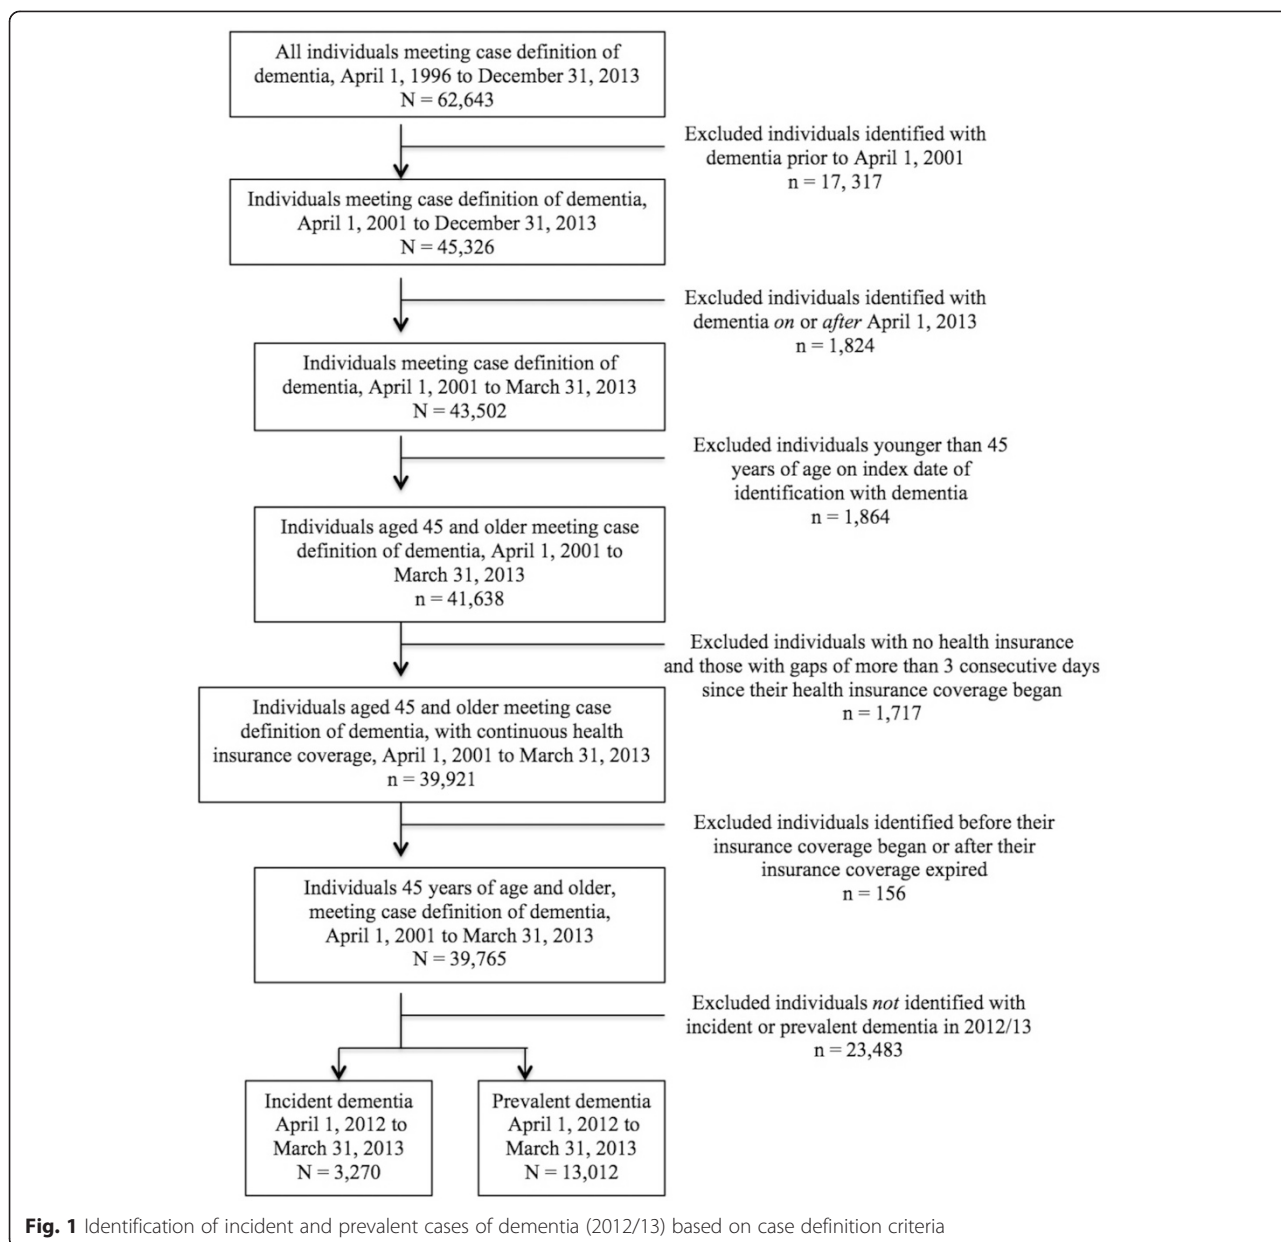 All individuals meeting case definition of
dementia, April 1, 1996 to December 31, 2013
N = 62,643
Excluded individuals identified with
dementia prior to April 1, 2001
n = 17, 317
Individuals meeting case definition of dementia,
April 1, 2001 to December 31, 2013
N = 45,326
Excluded individuals identified with
dementia on or after April 1, 2013
n = 1,824
Individuals meeting case definition of
dementia, April 1, 2001 to March 31, 2013
N = 43,502
Excluded individuals younger than 45
years of age on index date of
identification with dementia
n = 1,864
Individuals aged 45 and older meeting case
definition of dementia, April 1, 2001 to
March 31, 2013
n = 41,638
Excluded individuals with no health insurance
and those with gaps of more than 3 consecutive days
since their health insurance coverage began
n = 1,717
Individuals aged 45 and older meeting case
definition of dementia, with continuous health
insurance coverage, April 1, 2001 to March 31, 2013
n = 39,921
Excluded individuals identified before their
insurance coverage began or after their
insurance coverage expired
n = 156
Individuals 45 years of age and older,
meeting case definition of dementia,
April 1, 2001 to March 31, 2013
N = 39,765
Excluded individuals not identified with
incident or prevalent dementia in 2012/13
n = 23,483
Incident dementia
April 1, 2012 to
March 31, 2013
N = 3,270
Prevalent dementia
April 1, 2012 to
March 31, 2013
N = 13,012
Fig. 1 Identification of incident and prevalent cases of dementia (2012/13) based on case definition criteria